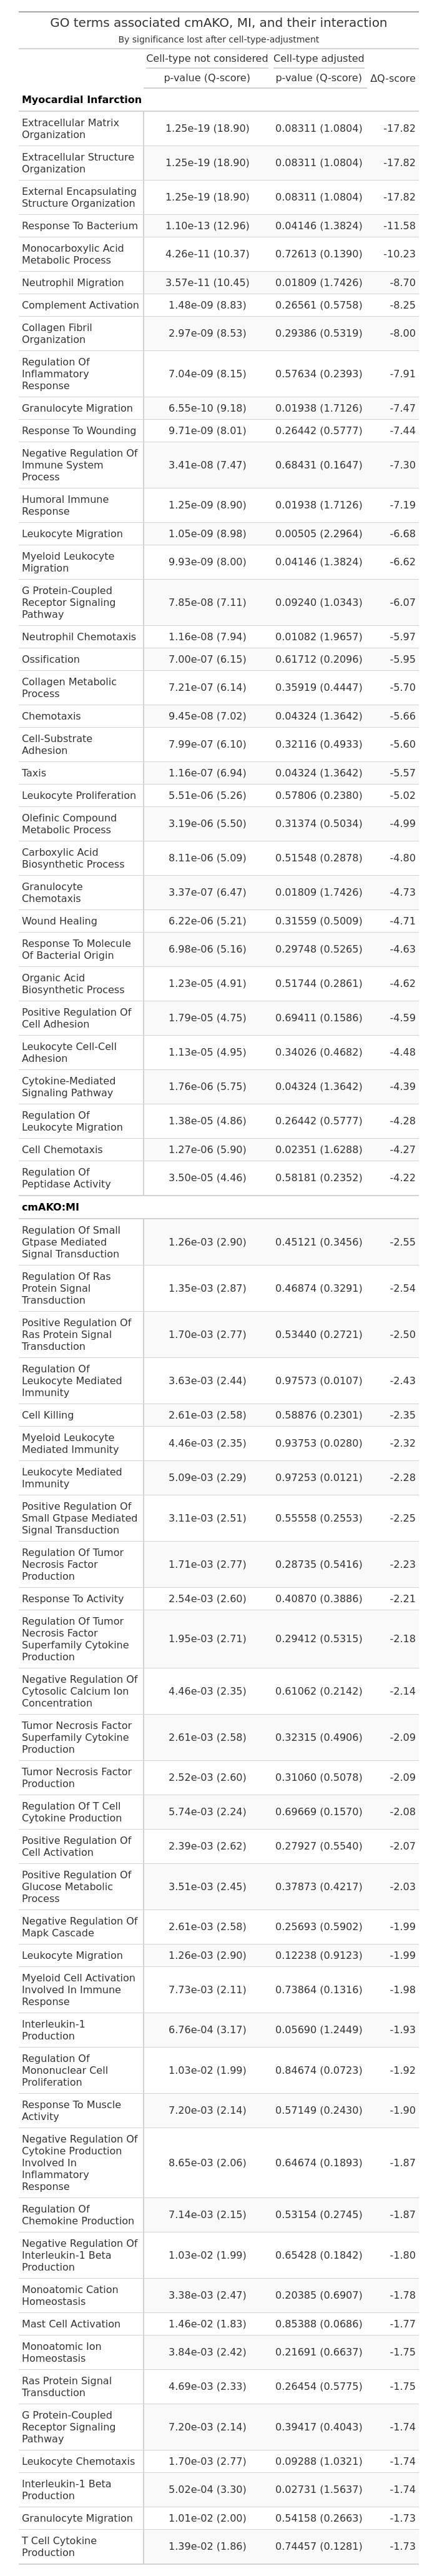 GO terms associated cmAKO, MI, and their interaction
By significance lost after cell-type-adjustment
Cell-type not considered Cell-type adjusted
p-value (Q-score) p-value (Q-score) ΔQ-score
Myocardial Infarction
Extracellular Matrix
Organization 1.25e-19 (18.90) 0.08311 (1.0804) -17.82
Extracellular Structure
Organization 1.25e-19 (18.90) 0.08311 (1.0804) -17.82
External Encapsulating
Structure Organization 1.25e-19 (18.90) 0.08311 (1.0804) -17.82
Response To Bacterium 1.10e-13 (12.96) 0.04146 (1.3824) -11.58
Monocarboxylic Acid
Metabolic Process 4.26e-11 (10.37) 0.72613 (0.1390) -10.23
Neutrophil Migration 3.57e-11 (10.45) 0.01809 (1.7426) -8.70
Complement Activation 1.48e-09 (8.83) 0.26561 (0.5758) -8.25
Collagen Fibril
Organization 2.97e-09 (8.53) 0.29386 (0.5319) -8.00
Regulation Of
Inflammatory
Response 7.04e-09 (8.15) 0.57634 (0.2393) -7.91
Granulocyte Migration 6.55e-10 (9.18) 0.01938 (1.7126) -7.47
Response To Wounding 9.71e-09 (8.01) 0.26442 (0.5777) -7.44
Negative Regulation Of
Immune System
Process 3.41e-08 (7.47) 0.68431 (0.1647) -7.30
Humoral Immune
Response 1.25e-09 (8.90) 0.01938 (1.7126) -7.19
Leukocyte Migration 1.05e-09 (8.98) 0.00505 (2.2964) -6.68
Myeloid Leukocyte
Migration 9.93e-09 (8.00) 0.04146 (1.3824) -6.62
G Protein-Coupled
Receptor Signaling
Pathway 7.85e-08 (7.11) 0.09240 (1.0343) -6.07
Neutrophil Chemotaxis 1.16e-08 (7.94) 0.01082 (1.9657) -5.97
Ossification 7.00e-07 (6.15) 0.61712 (0.2096) -5.95
Collagen Metabolic
Process 7.21e-07 (6.14) 0.35919 (0.4447) -5.70
Chemotaxis 9.45e-08 (7.02) 0.04324 (1.3642) -5.66
Cell-Substrate
Adhesion 7.99e-07 (6.10) 0.32116 (0.4933) -5.60
Taxis 1.16e-07 (6.94) 0.04324 (1.3642) -5.57
Leukocyte Proliferation 5.51e-06 (5.26) 0.57806 (0.2380) -5.02
Olefinic Compound
Metabolic Process 3.19e-06 (5.50) 0.31374 (0.5034) -4.99
Carboxylic Acid
Biosynthetic Process 8.11e-06 (5.09) 0.51548 (0.2878) -4.80
Granulocyte
Chemotaxis 3.37e-07 (6.47) 0.01809 (1.7426) -4.73
Wound Healing 6.22e-06 (5.21) 0.31559 (0.5009) -4.71
Response To Molecule
Of Bacterial Origin 6.98e-06 (5.16) 0.29748 (0.5265) -4.63
Organic Acid
Biosynthetic Process 1.23e-05 (4.91) 0.51744 (0.2861) -4.62
Positive Regulation Of
Cell Adhesion 1.79e-05 (4.75) 0.69411 (0.1586) -4.59
Leukocyte Cell-Cell
Adhesion 1.13e-05 (4.95) 0.34026 (0.4682) -4.48
Cytokine-Mediated
Signaling Pathway 1.76e-06 (5.75) 0.04324 (1.3642) -4.39
Regulation Of
Leukocyte Migration 1.38e-05 (4.86) 0.26442 (0.5777) -4.28
Cell Chemotaxis 1.27e-06 (5.90) 0.02351 (1.6288) -4.27
Regulation Of
Peptidase Activity 3.50e-05 (4.46) 0.58181 (0.2352) -4.22
cmAKO:MI
Regulation Of Small
Gtpase Mediated
Signal Transduction 1.26e-03 (2.90) 0.45121 (0.3456) -2.55
Regulation Of Ras
Protein Signal
Transduction 1.35e-03 (2.87) 0.46874 (0.3291) -2.54
Positive Regulation Of
Ras Protein Signal
Transduction 1.70e-03 (2.77) 0.53440 (0.2721) -2.50
Regulation Of
Leukocyte Mediated
Immunity 3.63e-03 (2.44) 0.97573 (0.0107) -2.43
Cell Killing 2.61e-03 (2.58) 0.58876 (0.2301) -2.35
Myeloid Leukocyte
Mediated Immunity 4.46e-03 (2.35) 0.93753 (0.0280) -2.32
Leukocyte Mediated
Immunity 5.09e-03 (2.29) 0.97253 (0.0121) -2.28
Positive Regulation Of
Small Gtpase Mediated
Signal Transduction 3.11e-03 (2.51) 0.55558 (0.2553) -2.25
Regulation Of Tumor
Necrosis Factor
Production 1.71e-03 (2.77) 0.28735 (0.5416) -2.23
Response To Activity 2.54e-03 (2.60) 0.40870 (0.3886) -2.21
Regulation Of Tumor
Necrosis Factor
Superfamily Cytokine
Production 1.95e-03 (2.71) 0.29412 (0.5315) -2.18
Negative Regulation Of
Cytosolic Calcium Ion
Concentration 4.46e-03 (2.35) 0.61062 (0.2142) -2.14
Tumor Necrosis Factor
Superfamily Cytokine
Production 2.61e-03 (2.58) 0.32315 (0.4906) -2.09
Tumor Necrosis Factor
Production 2.52e-03 (2.60) 0.31060 (0.5078) -2.09
Regulation Of T Cell
Cytokine Production 5.74e-03 (2.24) 0.69669 (0.1570) -2.08
Positive Regulation Of
Cell Activation 2.39e-03 (2.62) 0.27927 (0.5540) -2.07
Positive Regulation Of
Glucose Metabolic
Process 3.51e-03 (2.45) 0.37873 (0.4217) -2.03
Negative Regulation Of
Mapk Cascade 2.61e-03 (2.58) 0.25693 (0.5902) -1.99
Leukocyte Migration 1.26e-03 (2.90) 0.12238 (0.9123) -1.99
Myeloid Cell Activation
Involved In Immune
Response 7.73e-03 (2.11) 0.73864 (0.1316) -1.98
Interleukin-1
Production 6.76e-04 (3.17) 0.05690 (1.2449) -1.93
Regulation Of
Mononuclear Cell
Proliferation 1.03e-02 (1.99) 0.84674 (0.0723) -1.92
Response To Muscle
Activity 7.20e-03 (2.14) 0.57149 (0.2430) -1.90
Negative Regulation Of
Cytokine Production
Involved In
Inflammatory
Response 8.65e-03 (2.06) 0.64674 (0.1893) -1.87
Regulation Of
Chemokine Production 7.14e-03 (2.15) 0.53154 (0.2745) -1.87
Negative Regulation Of
Interleukin-1 Beta
Production 1.03e-02 (1.99) 0.65428 (0.1842) -1.80
Monoatomic Cation
Homeostasis 3.38e-03 (2.47) 0.20385 (0.6907) -1.78
Mast Cell Activation 1.46e-02 (1.83) 0.85388 (0.0686) -1.77
Monoatomic Ion
Homeostasis 3.84e-03 (2.42) 0.21691 (0.6637) -1.75
Ras Protein Signal
Transduction 4.69e-03 (2.33) 0.26454 (0.5775) -1.75
G Protein-Coupled
Receptor Signaling
Pathway 7.20e-03 (2.14) 0.39417 (0.4043) -1.74
Leukocyte Chemotaxis 1.70e-03 (2.77) 0.09288 (1.0321) -1.74
Interleukin-1 Beta
Production 5.02e-04 (3.30) 0.02731 (1.5637) -1.74
Granulocyte Migration 1.01e-02 (2.00) 0.54158 (0.2663) -1.73
T Cell Cytokine
Production 1.39e-02 (1.86) 0.74457 (0.1281) -1.73